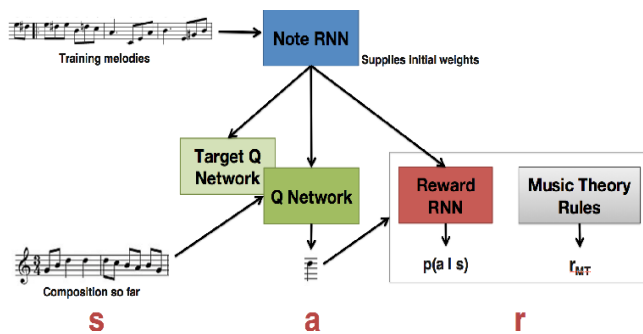 Note RNN
Training melodies
Supplies initial weights
Target Q
Network
Q Network
Reward
RNN
Music Theory
Rules
p(a I s)
rMT
Composition so far
s
a
r